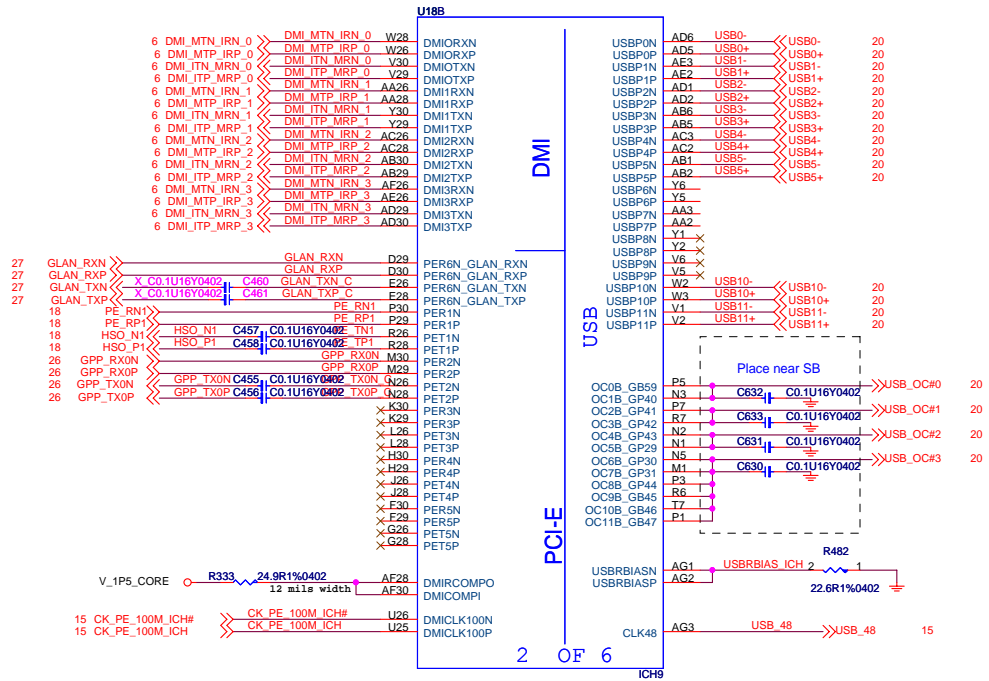 U18B
6 DMI_MTN_IRN_0 DMI_MTN_IRN_0 W28 DMIORXN USBP0N AD6 USB0- USB0- 20
6 DMI_MTP_IRP_0 DMI_MTP_IRP_0 W26 DMIORXP USBP0P AD5 USB0+ USB0+ 20
6 DMI_ITN_MRN_0 DMI_ITN_MRN_0 V30 DMIOTXN USBP1N AE3 USB1- USB1- 20
6 DMI_ITP_MRP_0 DMI_ITP_MRP_0 V29 DMIOTXP USBP1P AE2 USB1+ USB1+ 20
6 DMI_MTN_IRN_1 DMI_MTN_IRN_1 AA26 DMI1RXN USBP2N AD1 USB2- USB2- 20
6 DMI_MTP_IRP_1 DMI_MTP_IRP_1 AA28 DMI1RXP USBP2P AD2 USB2+ USB2+ 20
6 DMI_ITN_MRN_1 DMI_ITN_MRN_1 Y30 DMI1TXN USBP3N AB6 USB3- USB3- 20
6 DMI_ITP_MRP_1 DMI_ITP_MRP_1 Y29 DMI1TXP USBP3P AB5 USB3+ USB3+ 20
6 DMI_MTN_IRN_2 DMI_MTN_IRN_2 AC26 DMI2RXN USBP4N AC3 USB4- USB4- 20
6 DMI_MTP_IRP_2 DMI_MTP_IRP_2 AC28 DMI2RXP USBP4P AC2 USB4+ USB4+ 20
6 DMI_ITN_MRN_2 DMI_ITN_MRN_2 AB30 DMI2TXN USBP5N AB1 USB5- USB5- 20
6 DMI_ITP_MRP_2 DMI_ITP_MRP_2 AB29 DMI2TXP USBP5P AB2 USB5+ USB5+ 20
6 DMI_MTN_IRN_3 DMI_MTN_IRN_3 AF26 DMI3RXN USBP6N Y6
6 DMI_MTP_IRP_3 DMI_MTP_IRP_3 AE26 DMI3RXP USBP6P Y5
6 DMI_ITN_MRN_3 DMI_ITN_MRN_3 AD29 DMI3TXN USBP7N AA3
6 DMI_ITP_MRP_3 DMI_ITP_MRP_3 AD30 DMI3TXP USBP7P AA2
DMI
USBP8N Y1
USBP8P Y2
27 GLAN_RXN GLAN_RXN D29 PER6N_GLAN_RXN USBP9N V6
27 GLAN_RXP GLAN_RXP D30 PER6N_GLAN_RXP USBP9P V5
27 GLAN_TXN X_C0.1U16Y0402 C460 GLAN_TXN_C E26 PER6N_GLAN_TXN USBP10N W2 USB10- USB10- 20
27 GLAN_TXP X_C0.1U16Y0402 C461 GLAN_TXP_C E28 PER6N_GLAN_TXP USBP10P W3 USB10+ USB10+ 20
18 PE_RN1 PE_RN1 P30 PER1N USBP11N V1 USB11- USB11- 20
18 PE_RP1 PE_RP1 P29 PER1P USBP11P V2 USB11+ USB11+ 20
18 HSO_N1 HSO_N1 C457 C0.1U16Y0402 PE_TN1 R26 PET1N
18 HSO_P1 HSO_P1 C458 C0.1U16Y0402 PE_TP1 R28 PET1P
USB
26 GPP_RX0N GPP_RX0N M30 PER2N
26 GPP_RX0P GPP_RX0P M29 PER2P
Place near SB
26 GPP_TX0N GPP_TX0N C455 C0.1U16Y0402 N26 PET2N OC0B_GB59 P5 USB_OC#0 20
26 GPP_TX0P GPP_TX0P C456 C0.1U16Y0402 N28 PET2P OC1B_GP40 N3 C632 C0.1U16Y0402
K30 PER3N OC2B_GP41 P7 USB_OC#1 20
K29 PER3P OC3B_GP42 R7 C633 C0.1U16Y0402
L26 PET3N OC4B_GP43 N2 USB_OC#2 20
L28 PET3P OC5B_GP29 N1 C631 C0.1U16Y0402
H30 PER4N OC6B_GP30 N5 USB_OC#3 20
H29 PER4P OC7B_GP31 M1 C630 C0.1U16Y0402
J26 PET4N OC8B_GP44 P3
J28 PET4P OC9B_GB45 R6
F30 PER5N OC10B_GB46 T7
F29 PER5P OC11B_GB47 P1
G26 PET5N
G28 PET5P
PCI-E
V_1P5_CORE R333 24.9R1%0402 AF28 DMIRCOMPO
12 mils width AF30 DMICOMPI
USBRBIASN AG1 USBRBIAS_ICH 2 R482 1
USBRBIASP AG2 22.6R1%0402
15 CK_PE_100M_ICH# CK_PE_100M_ICH# U26 DMICLK100N
15 CK_PE_100M_ICH CK_PE_100M_ICH U25 DMICLK100P CLK48 AG3 USB_48 USB_48 15
2 OF 6
ICH9